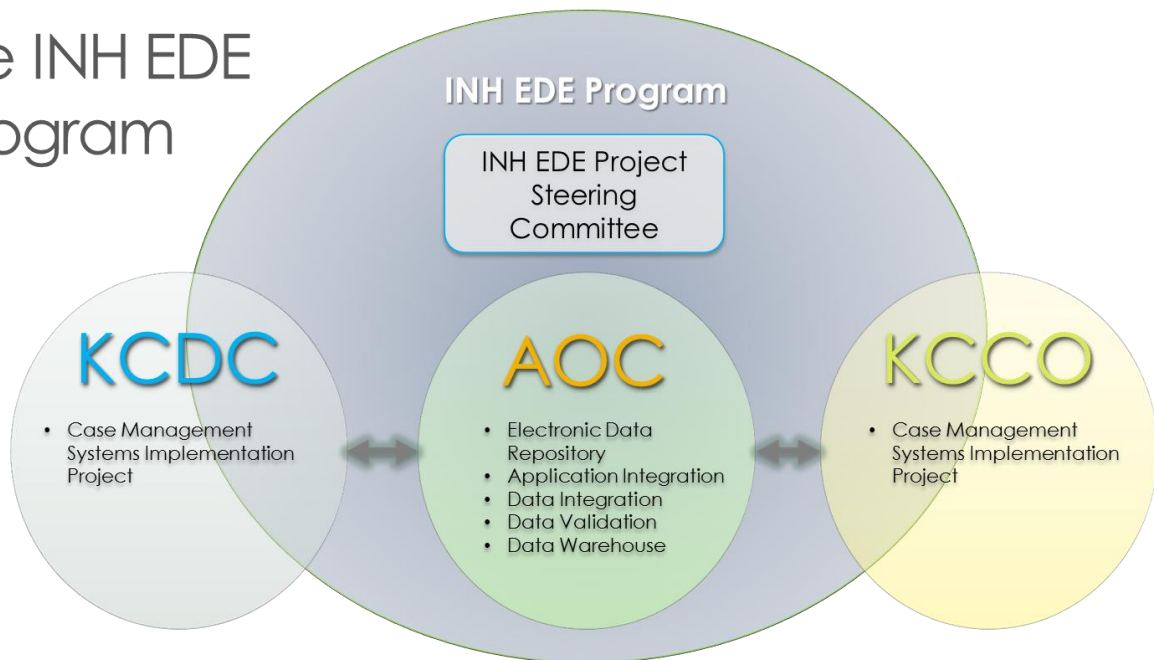 e INH EDE
ogram
INH EDE Program
INH EDE Project
Steering
Committee
KCDC
• Case Management
Systems Implementation
Project
AOC
• Electronic Data
Repository
• Application Integration
• Data Integration
• Data Validation
• Data Warehouse
KCCO
• Case Management
Systems Implementation
Project